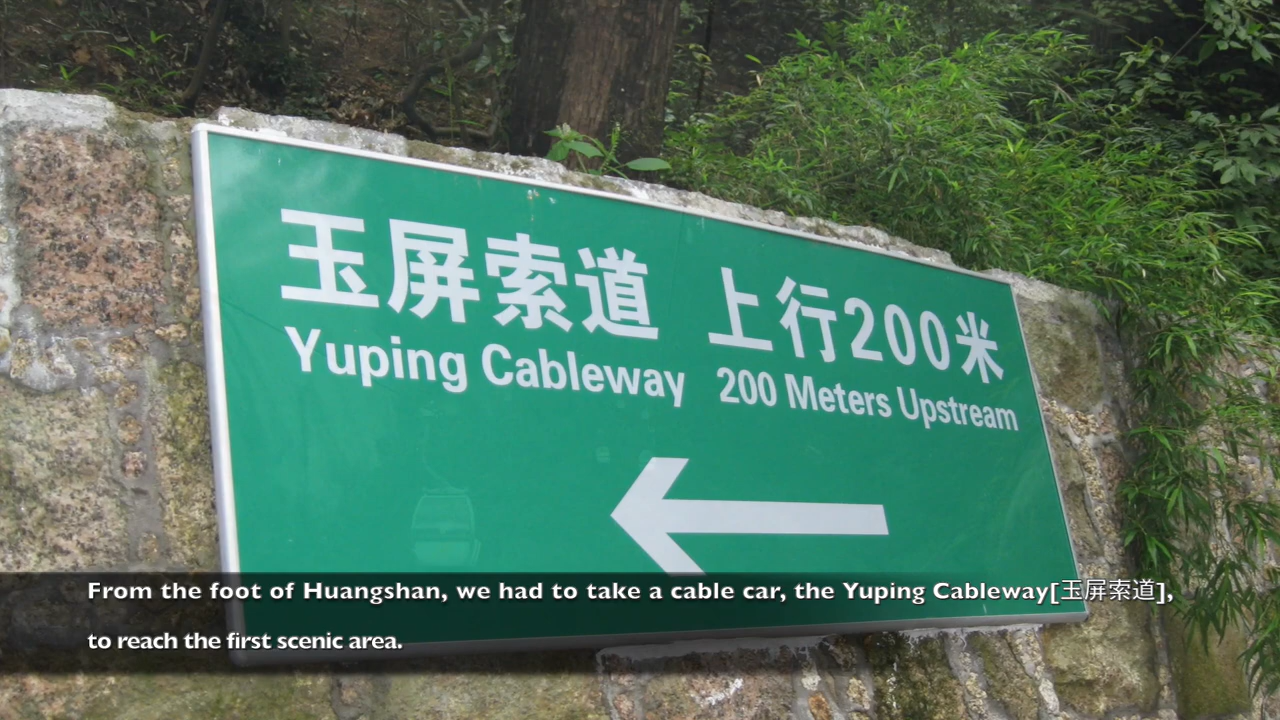 玉屏索道 上行200米
Yuping Cableway 200 Meters Upstream
From the foot of Huangshan, we had to take a cable car, the Yuping Cableway[玉屏索道],
to reach the first scenic area.